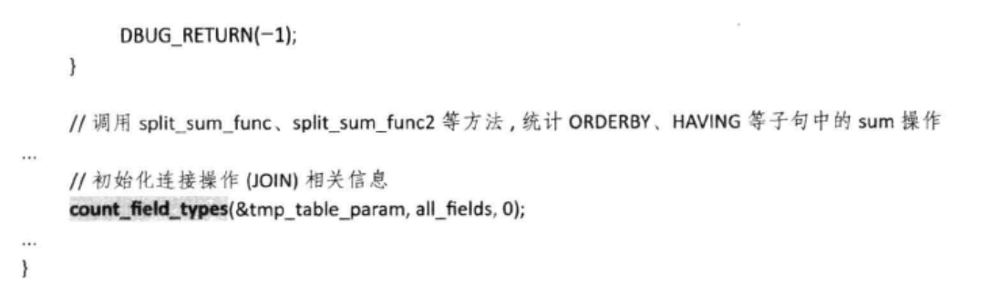 DBUG_RETURN(−1);
}
// 调用 split_sum_func、split_sum_func2 等方法 , 统计 ORDERBY、HAVING 等子句中的 sum 操作
...
// 初始化连接操作 (JOIN) 相关信息
count_field_types(&tmp_table_param, all_fields, 0);
...
}